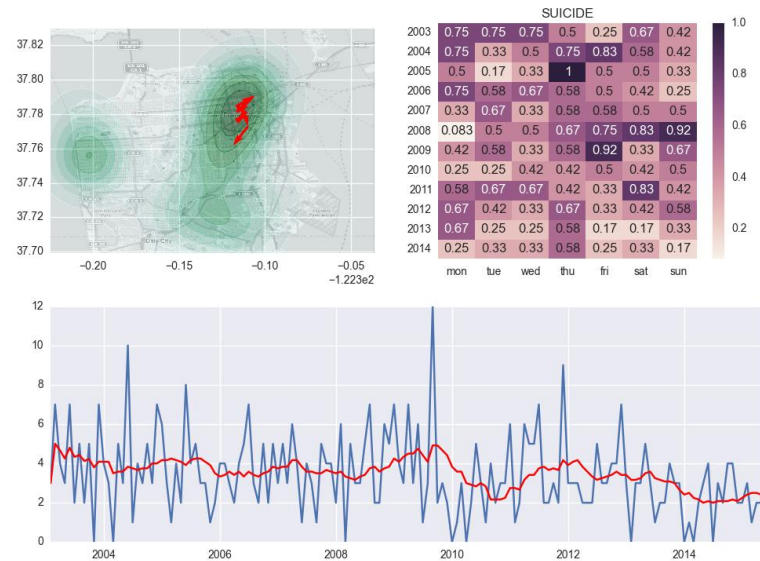 SUICIDE
37.82
37.80
37.78
37.76
37.74
37.72
37.70
−0.20 −0.15 −0.10 −0.05
−1.223e2
Daly City
2003 0.75 0.75 0.75 0.5 0.25 0.67 0.42
2004 0.75 0.33 0.5 0.75 0.83 0.58 0.42
2005 0.5 0.17 0.33 1 0.5 0.5 0.33
2006 0.75 0.58 0.67 0.58 0.5 0.42 0.25
2007 0.33 0.67 0.33 0.58 0.58 0.5 0.5
2008 0.083 0.5 0.5 0.67 0.75 0.83 0.92
2009 0.42 0.58 0.33 0.58 0.92 0.33 0.67
2010 0.25 0.25 0.42 0.42 0.5 0.42 0.5
2011 0.58 0.67 0.67 0.42 0.33 0.83 0.42
2012 0.67 0.42 0.33 0.67 0.33 0.42 0.58
2013 0.67 0.25 0.25 0.58 0.17 0.17 0.33
2014 0.25 0.33 0.33 0.58 0.25 0.33 0.17
mon tue wed thu fri sat sun
1.0
0.8
0.6
0.4
0.2
12
10
8
6
4
2
0
2004 2006 2008 2010 2012 2014